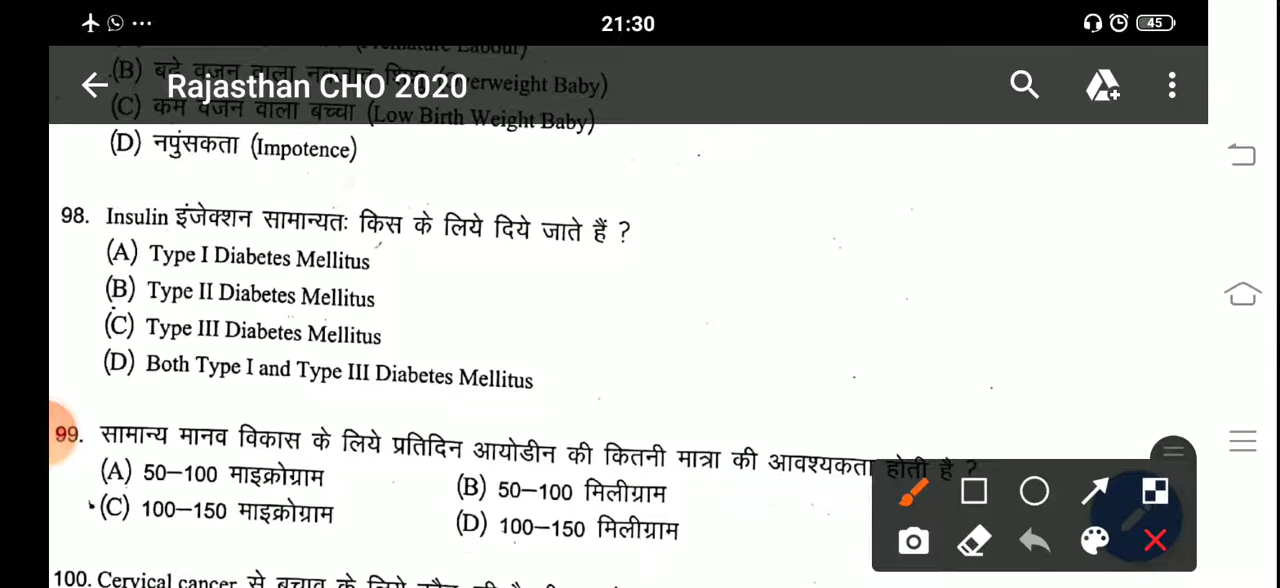 21:30
45
(Premature Labour)
Rajasthan CHO 2020
(B) बढ़े वजन वाला erweight Baby)
(C) कम वजन वाला बच्चा (Low Birth Weight Baby)
(D) नपुंसकता (Impotence)
98. Insulin इंजेक्शन सामान्यतः किस के लिये दिये जाते हैं ?
(A) Type I Diabetes Mellitus
(B) Type II Diabetes Mellitus
(C) Type III Diabetes Mellitus
(D) Both Type I and Type III Diabetes Mellitus
99. सामान्य मानव विकास के लिये प्रतिदिन आयोडीन की कितनी मात्रा की आवश्यकता होती है ?
(A) 50–100 माइक्रोग्राम
(B) 50–100 मिलीग्राम
(C) 100–150 माइक्रोग्राम
(D) 100–150 मिलीग्राम
100. Cervical cancer से बचाव के लिये